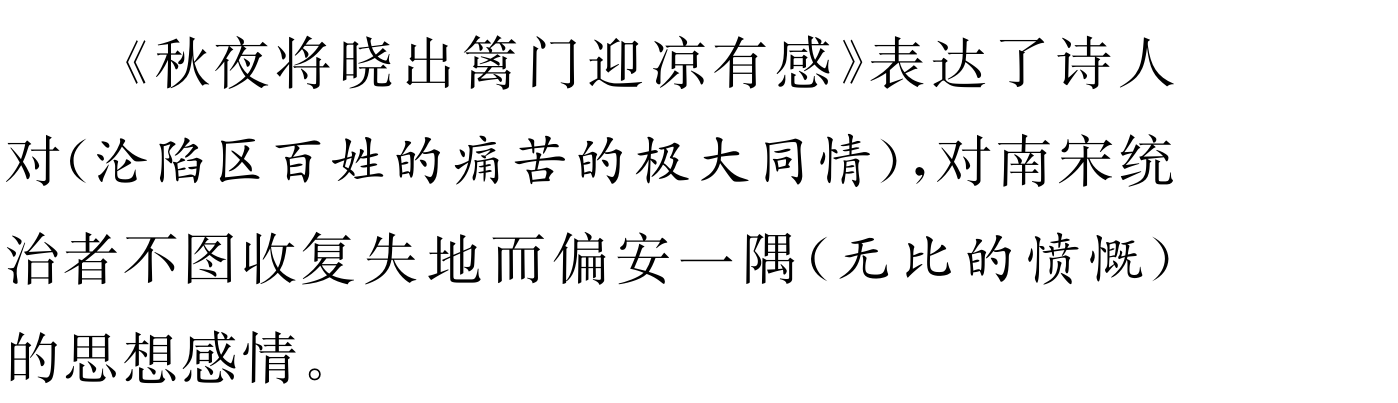 《秋夜将晓出篱门迎凉有感》表达了诗人
对(沦陷区百姓的痛苦的极大同情),对南宋统
治者不图收复失地而偏安一隅(无比的愤慨)
的思想感情。